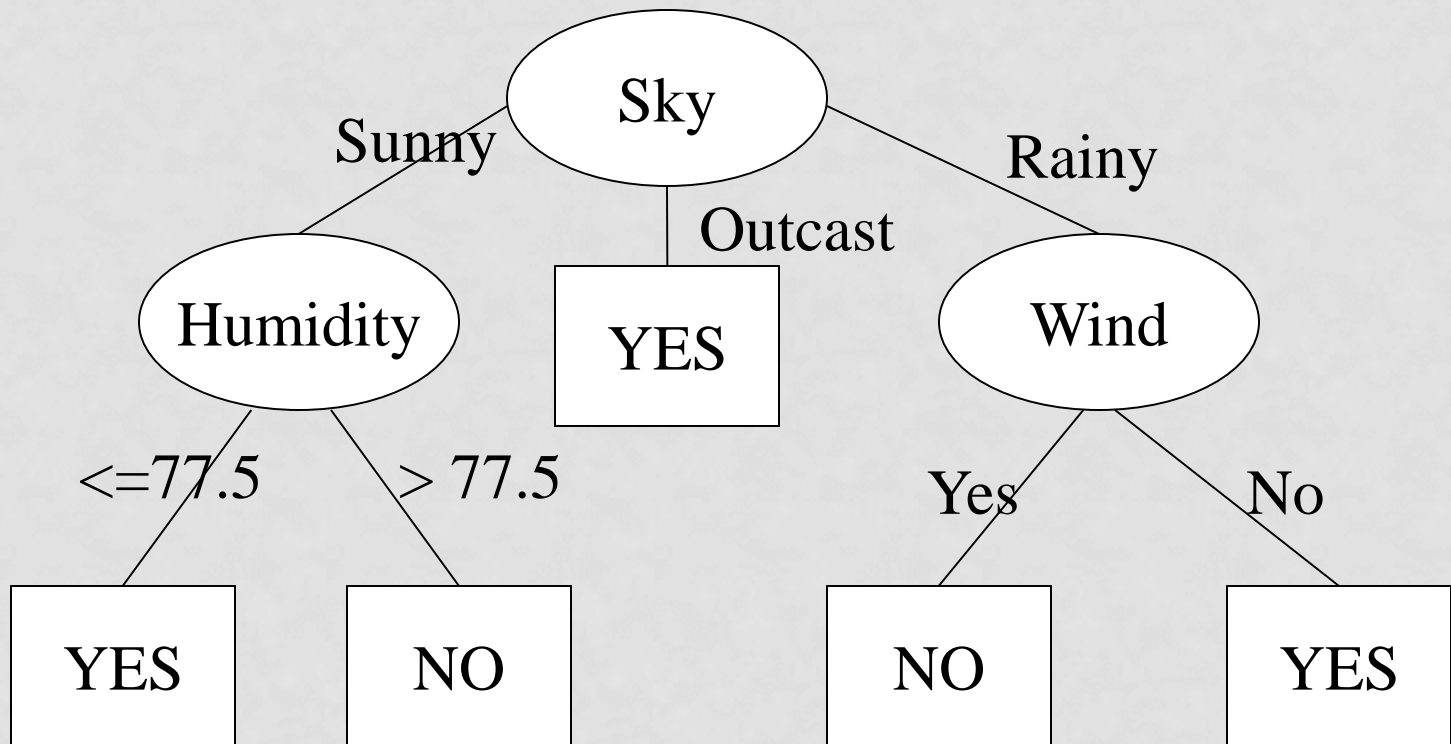 Sky
Sunny
Rainy
Outcast
Humidity
YES
Wind
<=77.5
> 77.5
Yes
No
YES
NO
NO
YES